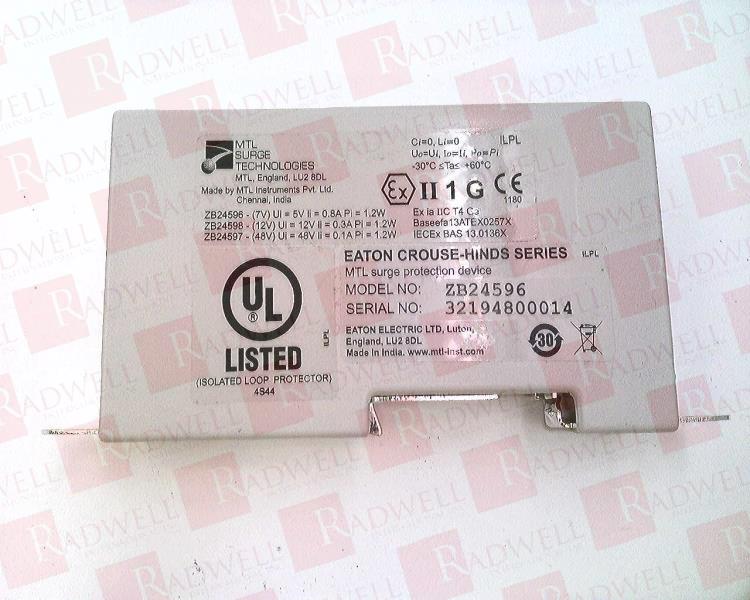 MTL
SURGE
TECHNOLOGIES
MTL, England, LU2 8DL
Made by MTL Instruments Pvt. Ltd.
Chennai, India
ZB24596 - (7V) Ui = 5V Ii = 0.8A Pi = 1.2W
ZB24598 - (12V) Ui = 12V Ii = 0.3A Pi = 1.2W
ZB24597 - (48V) Ui = 48V Ii = 0.1A Pi = 1.2W
Ci=0, Li=0 ILPL
Uo=Ui, Io=Ii, Po=Pi
-30°C ≤Ta≤ +60°C
Ex II 1 G CE
1180
Ex ia IIC T4 Ga
Baseefa13ATEX0257X
IECEx BAS 13.0136X
EATON CROUSE-HINDS SERIES ILPL
MTL surge protection device
MODEL NO: ZB24596
SERIAL NO: 32194800014
EATON ELECTRIC LTD, Luton,
England, LU2 8DL
Made in India. www.mtl-inst.com
30
UL
®
LISTED
ILPL
(ISOLATED LOOP PROTECTOR)
4S44
RADWELL